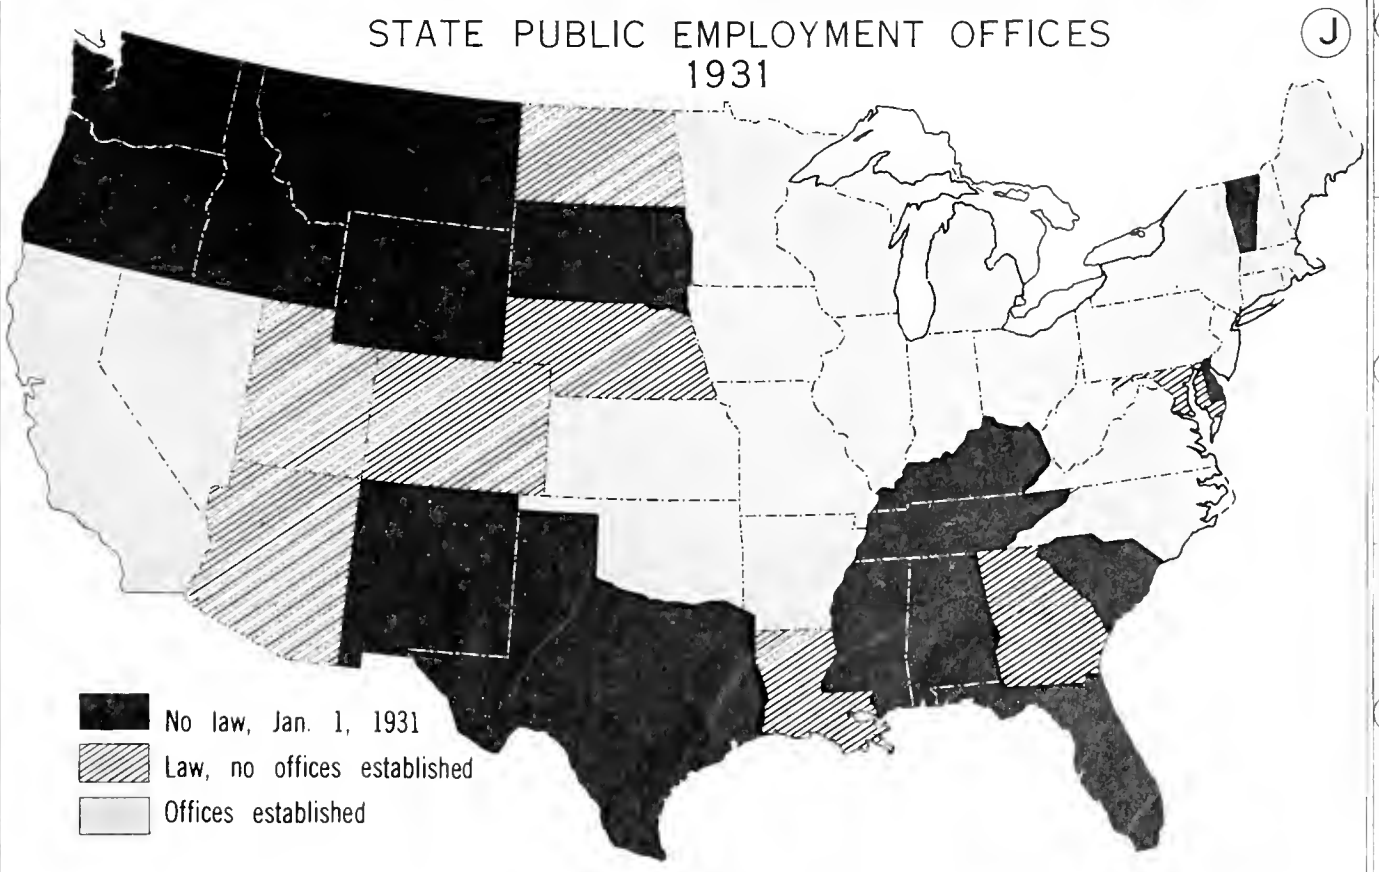 STATE PUBLIC EMPLOYMENT OFFICES
1931
J
No law, Jan. 1, 1931
Law, no offices established
Offices established